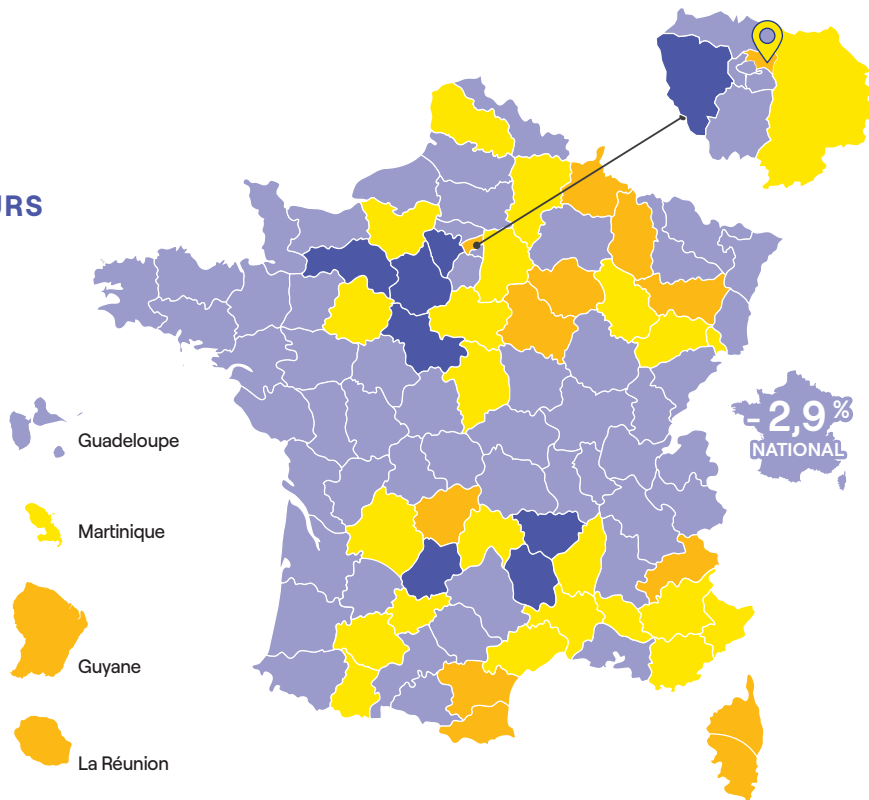 URS
Guadeloupe
- 2,9 %
NATIONAL
Martinique
Guyane
La Réunion